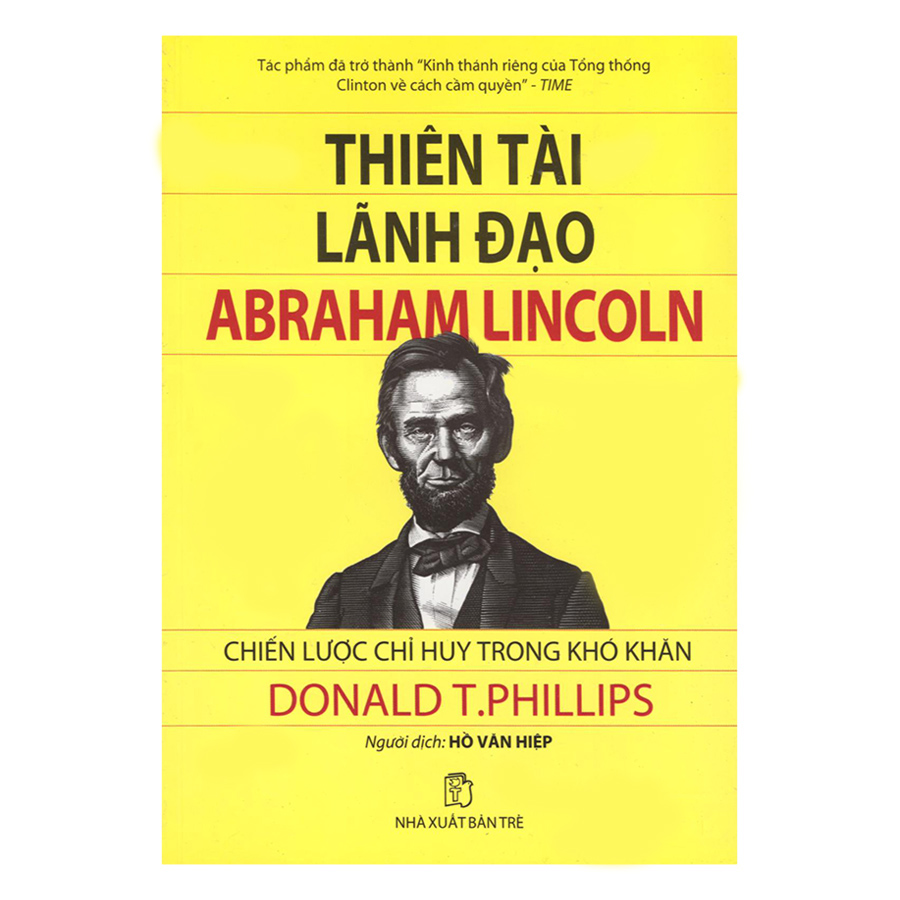 Tác phẩm đã trở thành “Kinh thánh riêng của Tổng thống
Clinton về cách cầm quyền” - TIME
THIÊN TÀI
LÃNH ĐẠO
ABRAHAM LINCOLN
CHIẾN LƯỢC CHỈ HUY TRONG KHÓ KHĂN
DONALD T.PHILLIPS
Người dịch: HỒ VĂN HIỆP
NHÀ XUẤT BẢN TRẺ